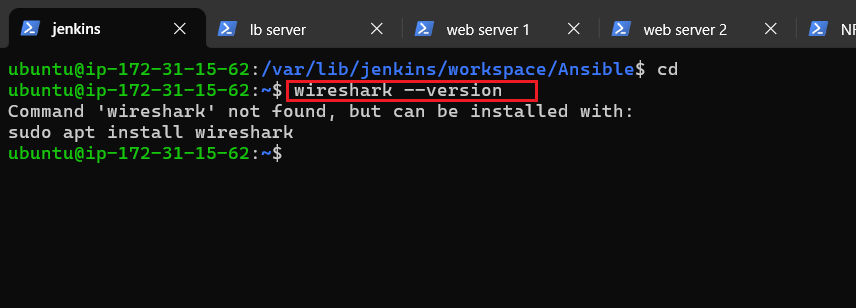 jenkins
lb server
web server 1
web server 2
ubuntu@ip-172-31-15-62:/var/lib/jenkins/workspace/Ansible$ cd
ubuntu@ip-172-31-15-62:~$ wireshark --version
Command 'wireshark' not found, but can be installed with:
sudo apt install wireshark
ubuntu@ip-172-31-15-62:~$